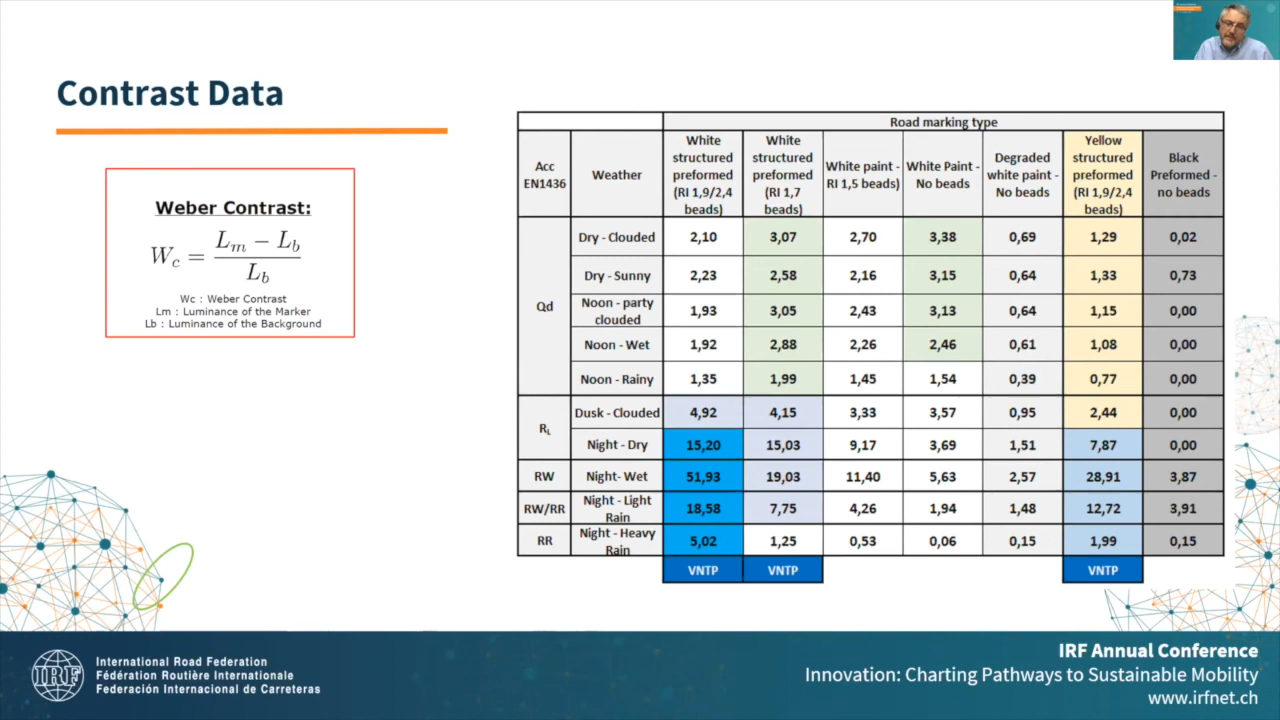 Contrast Data
Weber Contrast:
W_c = (L_m − L_b) / L_b
Wc : Weber Contrast
Lm : Luminance of the Marker
Lb : Luminance of the Background
Road marking type
Acc EN1436 | Weather | White structured preformed (RI 1,9/2,4 beads) | White structured preformed (RI 1,7 beads) | White paint - RI 1,5 beads) | White Paint - No beads | Degraded white paint - No beads | Yellow structured preformed (RI 1,9/2,4 beads) | Black Preformed - no beads
Qd | Dry - Clouded | 2,10 | 3,07 | 2,70 | 3,38 | 0,69 | 1,29 | 0,02
Dry - Sunny | 2,23 | 2,58 | 2,16 | 3,15 | 0,64 | 1,33 | 0,73
Noon - party clouded | 1,93 | 3,05 | 2,43 | 3,13 | 0,64 | 1,15 | 0,00
Noon - Wet | 1,92 | 2,88 | 2,26 | 2,46 | 0,61 | 1,08 | 0,00
Noon - Rainy | 1,35 | 1,99 | 1,45 | 1,54 | 0,39 | 0,77 | 0,00
R_L | Dusk - Clouded | 4,92 | 4,15 | 3,33 | 3,57 | 0,95 | 2,44 | 0,00
Night - Dry | 15,20 | 15,03 | 9,17 | 3,69 | 1,51 | 7,87 | 0,00
RW | Night- Wet | 51,93 | 19,03 | 11,40 | 5,63 | 2,57 | 28,91 | 3,87
RW/RR | Night - Light Rain | 18,58 | 7,75 | 4,26 | 1,94 | 1,48 | 12,72 | 3,91
RR | Night - Heavy Rain | 5,02 | 1,25 | 0,53 | 0,06 | 0,15 | 1,99 | 0,15
VNTP | VNTP | VNTP
IRF
International Road Federation
Fédération Routière Internationale
Federación Internacional de Carreteras
IRF Annual Conference
Innovation: Charting Pathways to Sustainable Mobility
www.irfnet.ch